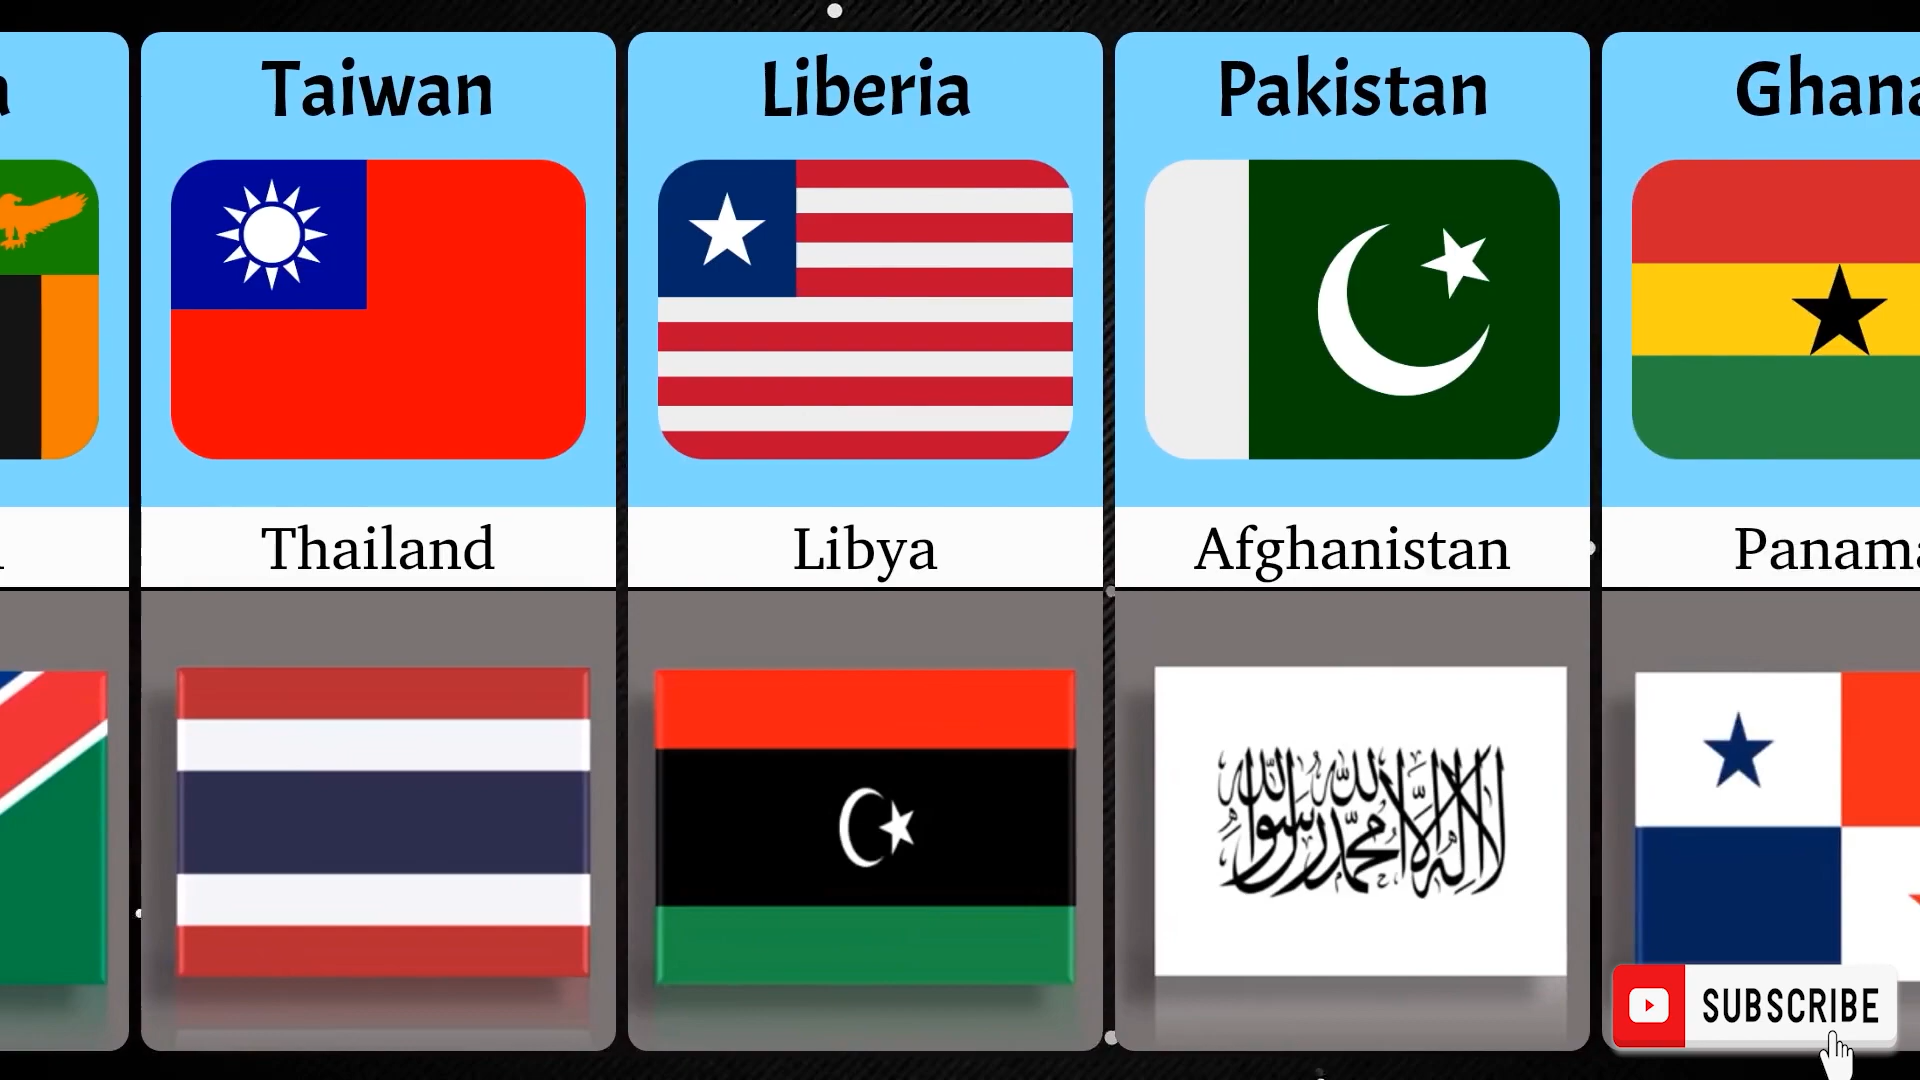 Taiwan
Liberia
Pakistan
Thailand
Libya
Afghanistan
لا إله إلا الله محمد رسول الله
SUBSCRIBE